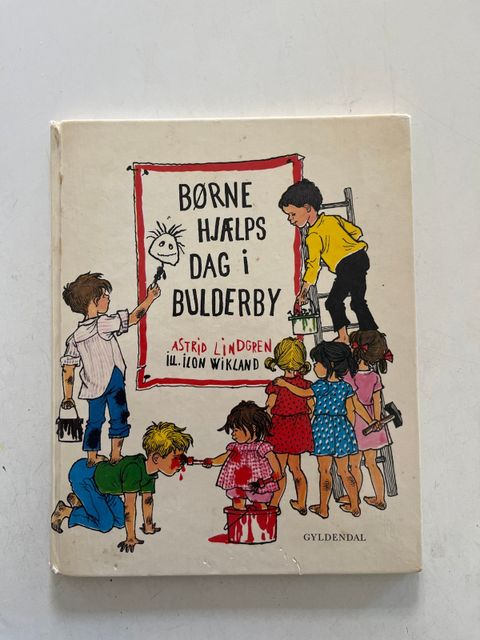 BØRNE
HJÆLPS
DAG i
BULDERBY
ASTRID LINDGREN
ill. ILON WIKLAND
GYLDENDAL